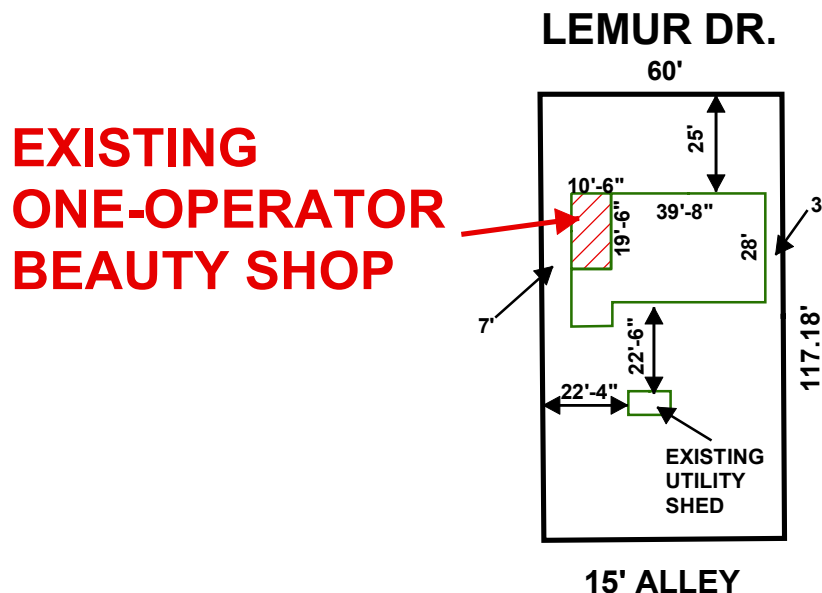 LEMUR DR.
60'
EXISTING
ONE-OPERATOR
BEAUTY SHOP
25'
10'-6"
39'-8"
19'-6"
28'
3
7'
22'-6"
117.18'
22'-4"
EXISTING
UTILITY
SHED
15' ALLEY